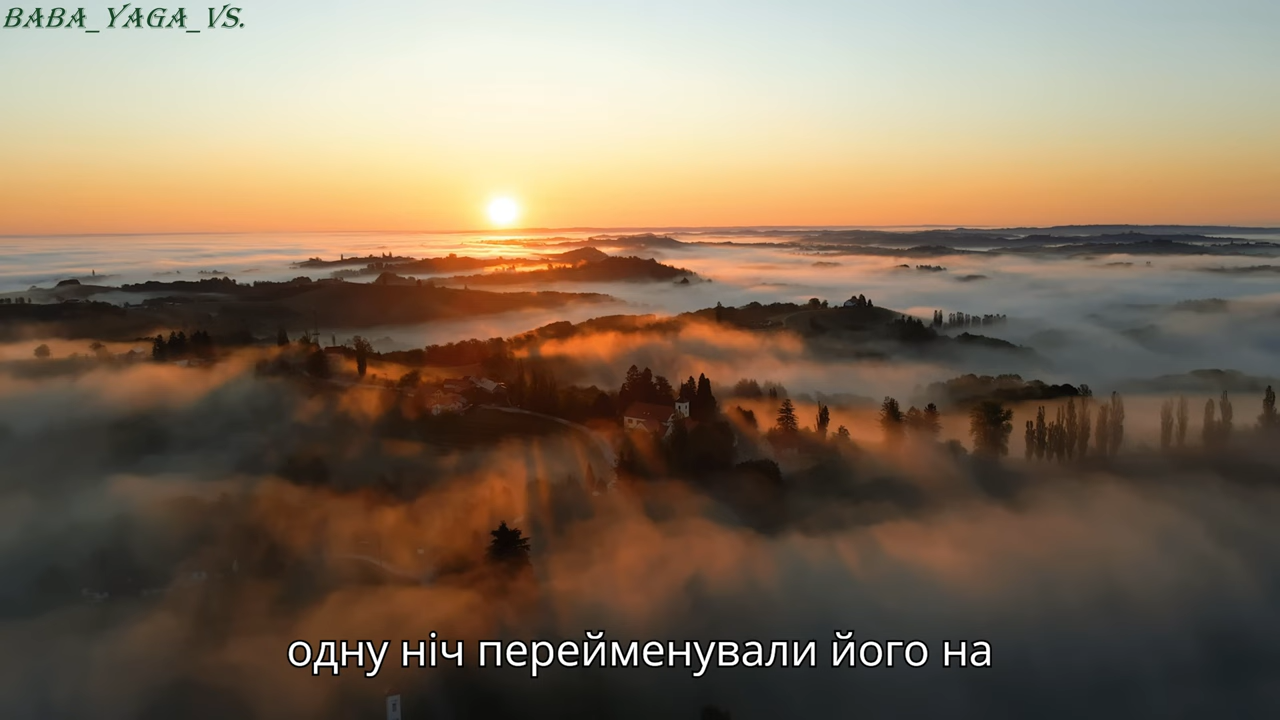 BABA_YAGA_VS.
одну ніч перейменували його на